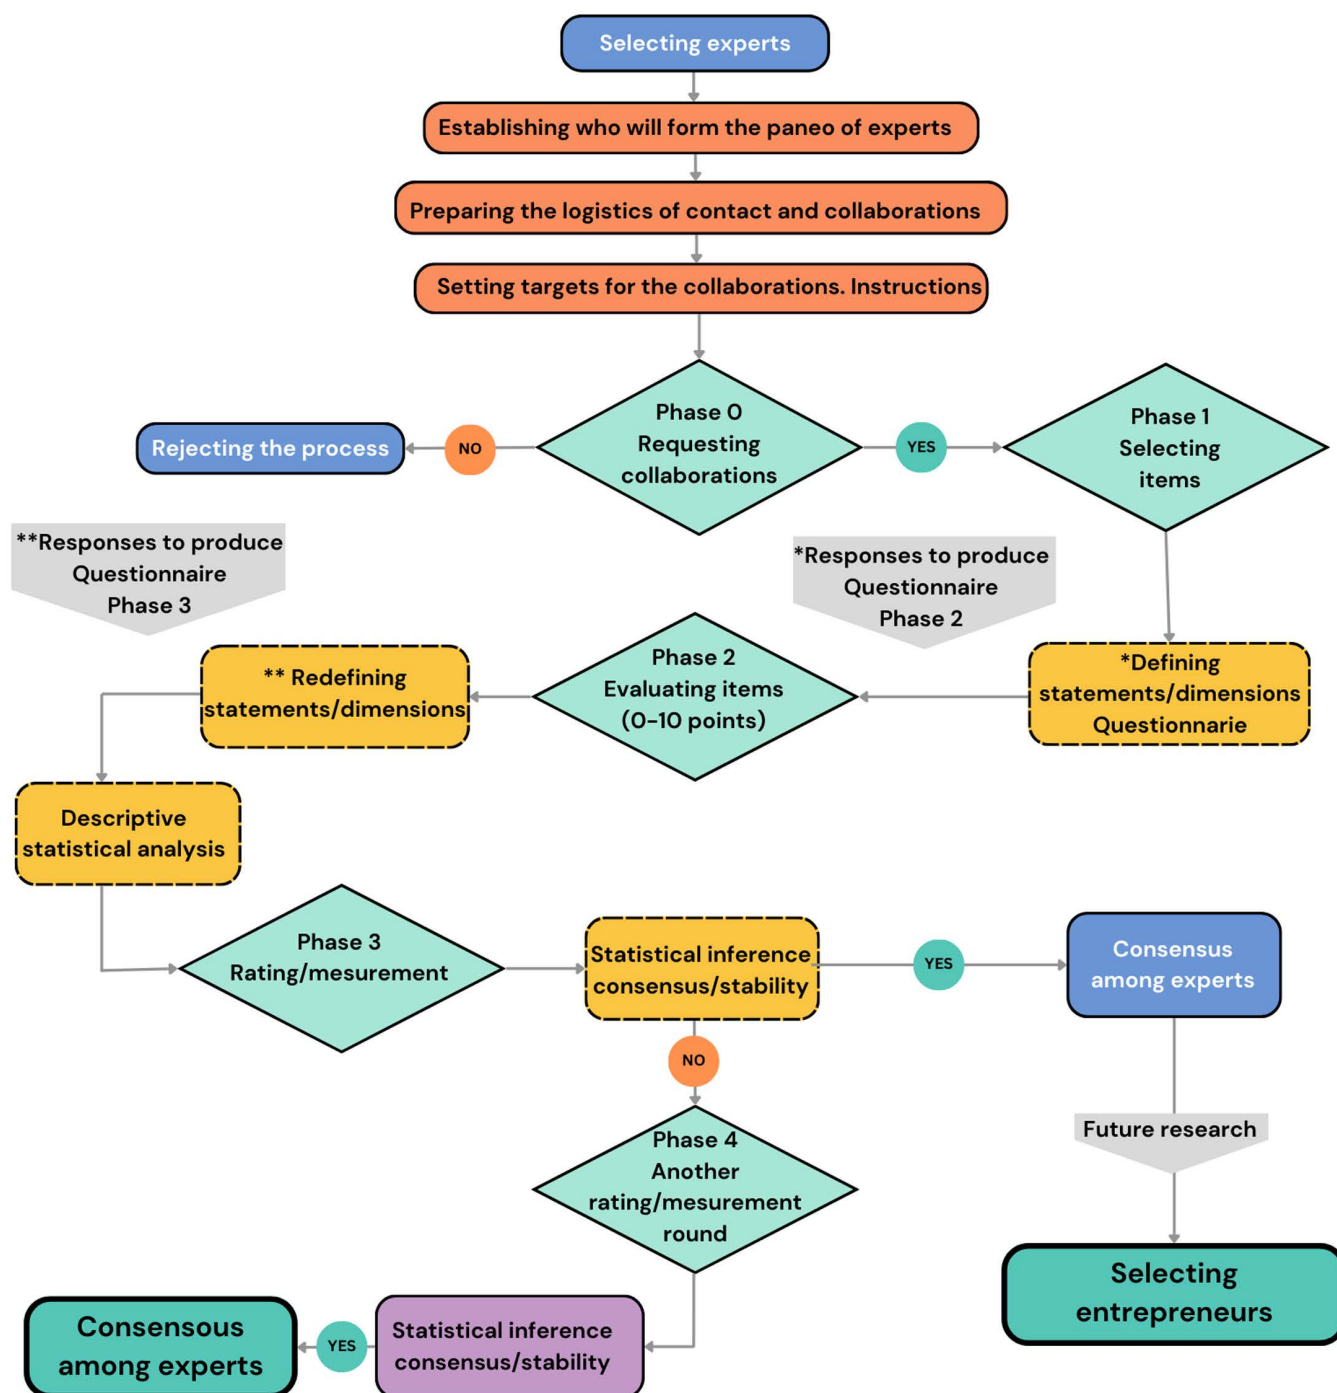 Selecting experts
Establishing who will form the paneo of experts
Preparing the logistics of contact and collaborations
Setting targets for the collaborations. Instructions
Phase 0
Requesting
collaborations
NO
Rejecting the process
YES
Phase 1
Selecting
items
**Responses to produce
Questionnaire
Phase 3
*Responses to produce
Questionnaire
Phase 2
*Defining
statements/dimensions
Questionnarie
Phase 2
Evaluating items
(0-10 points)
** Redefining
statements/dimensions
Descriptive
statistical analysis
Phase 3
Rating/mesurement
Statistical inference
consensus/stability
YES
Consensus
among experts
NO
Phase 4
Another
rating/mesurement
round
Future research
Selecting
entrepreneurs
Statistical inference
consensus/stability
YES
Consensous
among experts